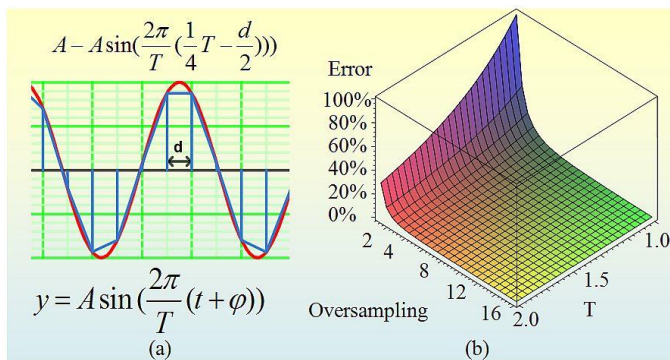 A − A sin(2π/T (1/4 T − d/2)))
d
y = A sin(2π/T (t + φ))
(a)
Error
100%
80%
60%
40%
20%
0%
2
4
8
12
16
Oversampling
1.0
1.5
2.0
T
(b)